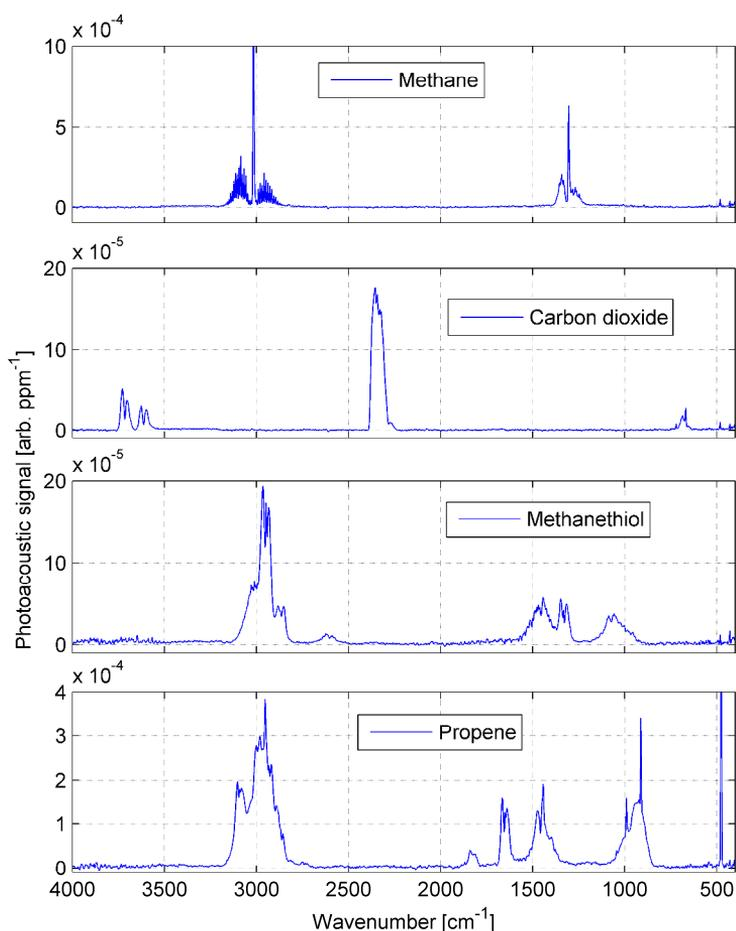 x 10⁻⁴
10
5
0
Methane
x 10⁻⁵
20
10
0
Carbon dioxide
Photoacoustic signal [arb. ppm⁻¹]
x 10⁻⁵
20
10
0
Methanethiol
x 10⁻⁴
4
3
2
1
0
Propene
4000 3500 3000 2500 2000 1500 1000 500
Wavenumber [cm⁻¹]